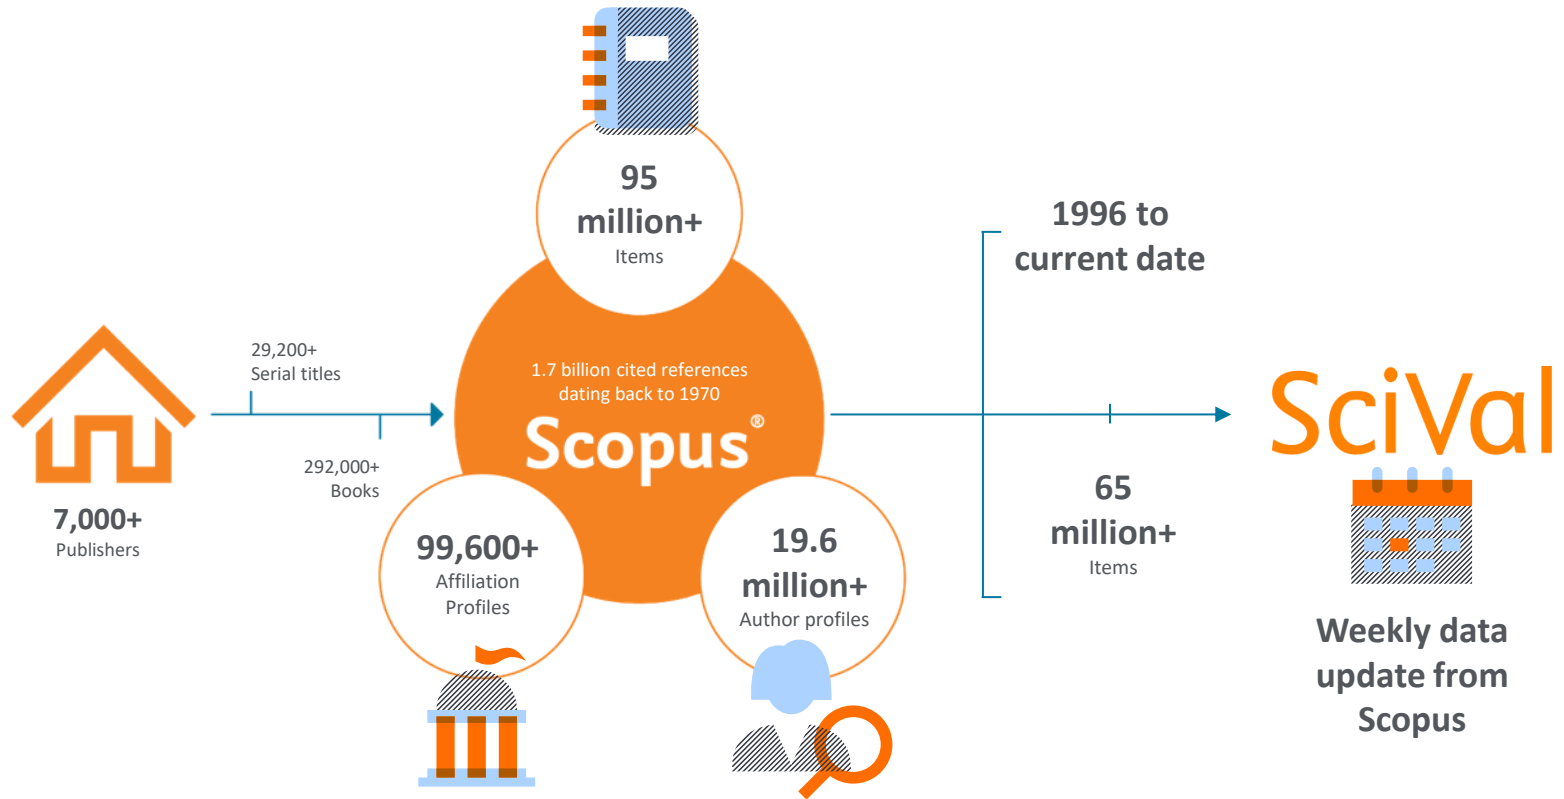 95
million+
Items
1996 to
current date
29,200+
Serial titles
1.7 billion cited references
dating back to 1970
Scopus®
SciVal
292,000+
Books
7,000+
Publishers
99,600+
Affiliation
Profiles
19.6
million+
Author profiles
65
million+
Items
Weekly data
update from
Scopus